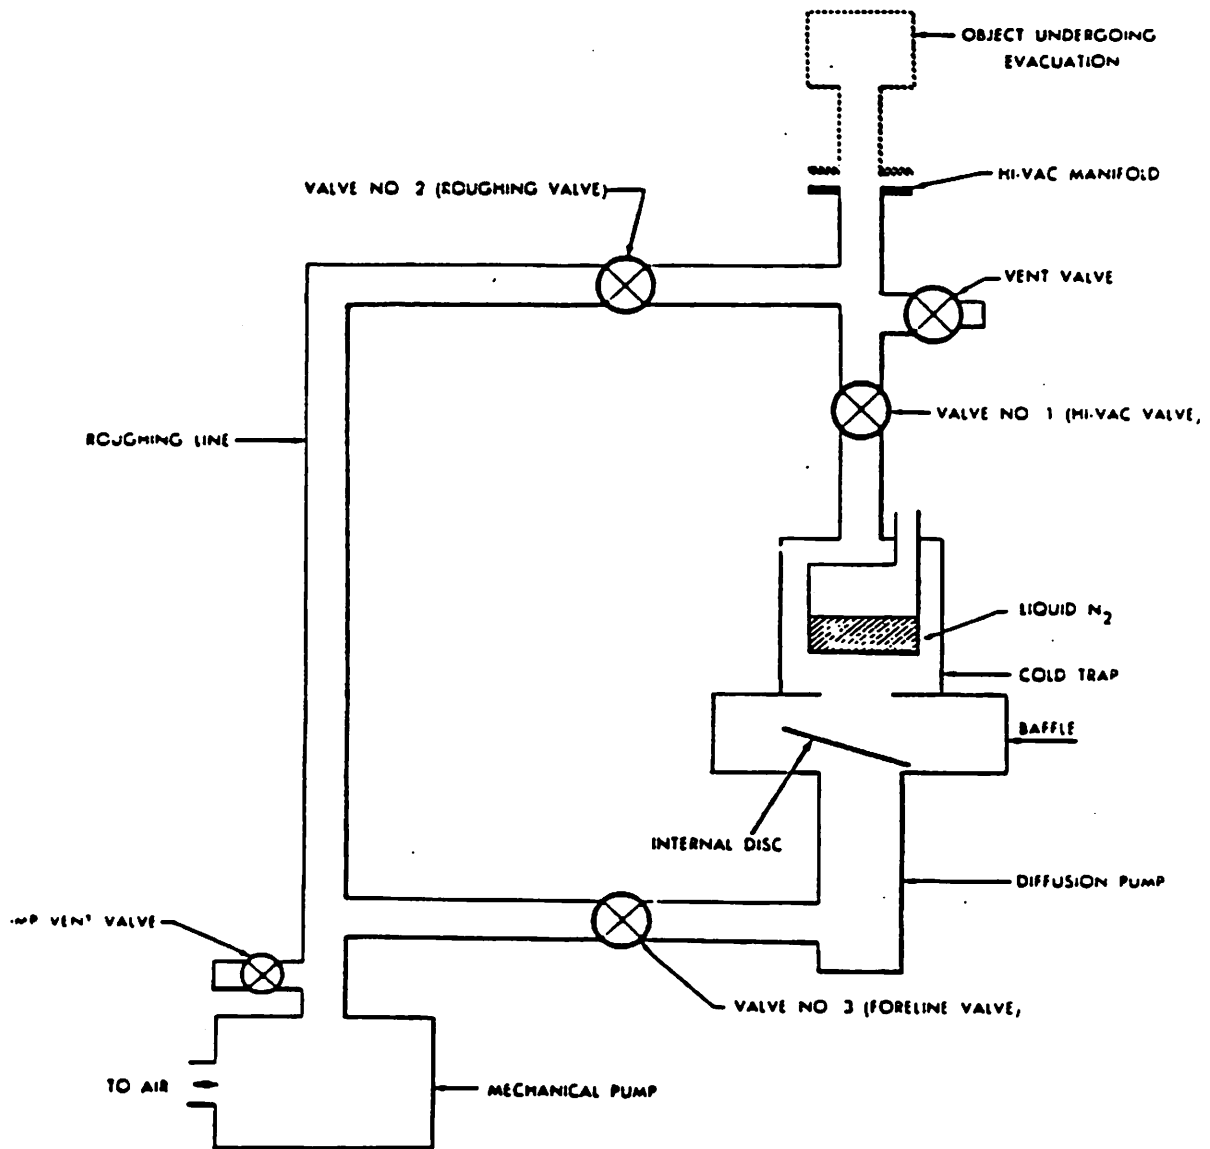 OBJECT UNDERGOING
EVACUATION
HI-VAC MANIFOLD
VALVE NO 2 (ROUGHING VALVE)
VENT VALVE
VALVE NO 1 (HI-VAC VALVE,
ROUGHING LINE
LIQUID N2
COLD TRAP
BAFFLE
INTERNAL DISC
DIFFUSION PUMP
VENT VALVE
VALVE NO 3 (FORELINE VALVE,
TO AIR
MECHANICAL PUMP